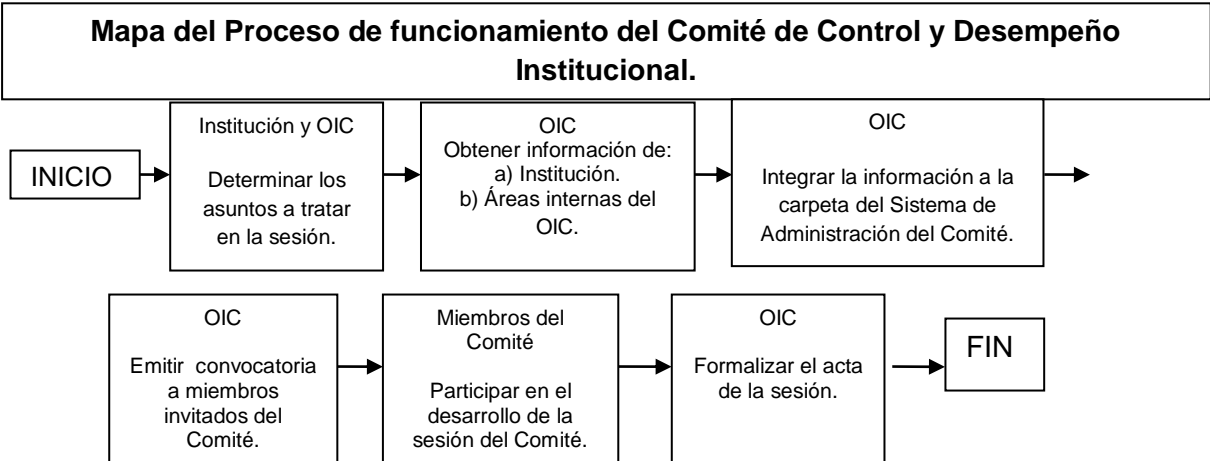 Mapa del Proceso de funcionamiento del Comité de Control y Desempeño
Institucional.
INICIO
Institución y OIC
Determinar los
asuntos a tratar
en la sesión.
OIC
Obtener información de:
a) Institución.
b) Áreas internas del
OIC.
OIC
Integrar la información a la
carpeta del Sistema de
Administración del Comité.
OIC
Emitir convocatoria
a miembros
invitados del
Comité.
Miembros del
Comité
Participar en el
desarrollo de la
sesión del Comité.
OIC
Formalizar el acta
de la sesión.
FIN